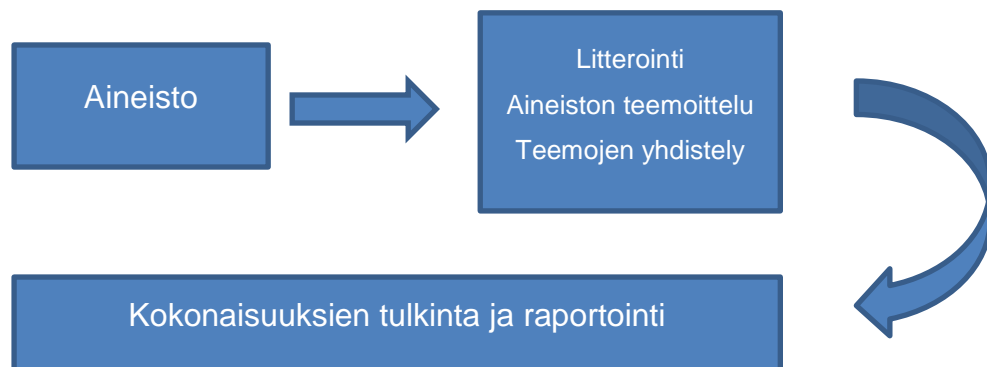 Aineisto
Litterointi
Aineiston teemoittelu
Teemojen yhdistely
Kokonaisuuksien tulkinta ja raportointi